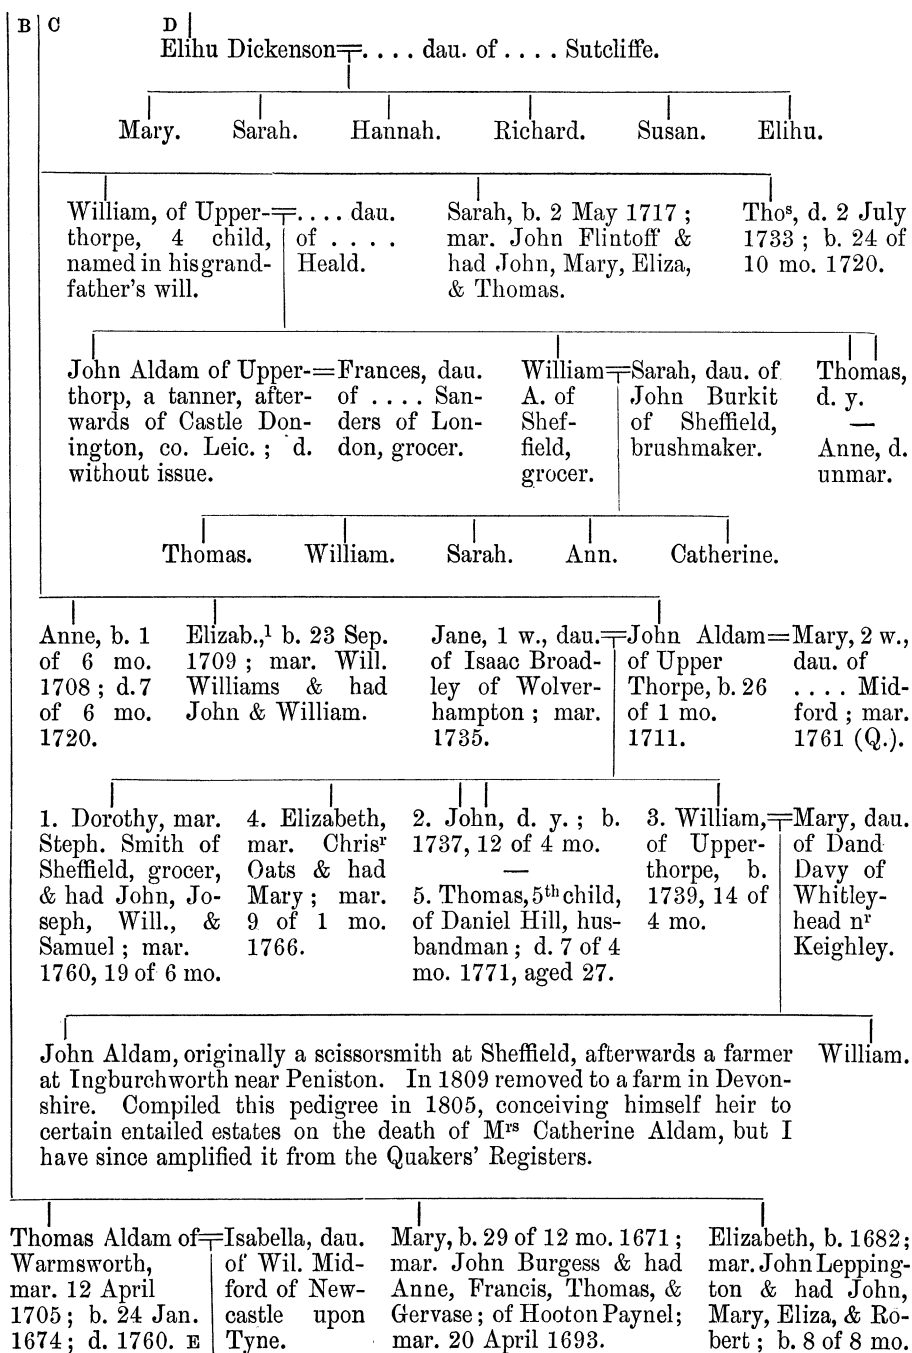 B C D
Elihu Dickenson=. . . . dau. of . . . . Sutcliffe.
Mary. Sarah. Hannah. Richard. Susan. Elihu.
William, of Upper-
thorpe, 4 child,
named in his grand-
father's will.
=. . . . dau.
of . . . .
Heald.
Sarah, b. 2 May 1717 ;
mar. John Flintoff &
had John, Mary, Eliza,
& Thomas.
Thoˢ, d. 2 July
1733 ; b. 24 of
10 mo. 1720.
John Aldam of Upper-
thorp, a tanner, after-
wards of Castle Don-
ington, co. Leic. ; d.
without issue.
=Frances, dau.
of . . . . San-
ders of Lon-
don, grocer.
William
A. of
Shef-
field,
grocer.
=Sarah, dau. of
John Burkit
of Sheffield,
brushmaker.
Thomas,
d. y.
—
Anne, d.
unmar.
Thomas. William. Sarah. Ann. Catherine.
Anne, b. 1
of 6 mo.
1708 ; d. 7
of 6 mo.
1720.
Elizab.,¹ b. 23 Sep.
1709 ; mar. Will.
Williams & had
John & William.
Jane, 1 w., dau.
of Isaac Broad-
ley of Wolver-
hampton ; mar.
1735.
=John Aldam
of Upper
Thorpe, b. 26
of 1 mo.
1711.
=Mary, 2 w.,
dau. of
. . . . Mid-
ford ; mar.
1761 (Q.).
1. Dorothy, mar.
Steph. Smith of
Sheffield, grocer,
& had John, Jo-
seph, Will., &
Samuel ; mar.
1760, 19 of 6 mo.
4. Elizabeth,
mar. Chrisʳ
Oats & had
Mary ; mar.
9 of 1 mo.
1766.
2. John, d. y. ; b.
1737, 12 of 4 mo.
—
5. Thomas, 5ᵗʰ child,
of Daniel Hill, hus-
bandman ; d. 7 of 4
mo. 1771, aged 27.
3. William,
of Upper-
thorpe, b.
1739, 14 of
4 mo.
=Mary, dau.
of Dand
Davy of
Whitley-
head nʳ
Keighley.
John Aldam, originally a scissorsmith at Sheffield, afterwards a farmer
at Ingburchworth near Peniston. In 1809 removed to a farm in Devon-
shire. Compiled this pedigree in 1805, conceiving himself heir to
certain entailed estates on the death of Mʳˢ Catherine Aldam, but I
have since amplified it from the Quakers' Registers.
William.
Thomas Aldam of
Warmsworth,
mar. 12 April
1705 ; b. 24 Jan.
1674 ; d. 1760. E
=Isabella, dau.
of Wil. Mid-
ford of New-
castle upon
Tyne.
Mary, b. 29 of 12 mo. 1671 ;
mar. John Burgess & had
Anne, Francis, Thomas, &
Gervase ; of Hooton Paynel;
mar. 20 April 1693.
Elizabeth, b. 1682 ;
mar. John Lepping-
ton & had John,
Mary, Eliza, & Ro-
bert ; b. 8 of 8 mo.